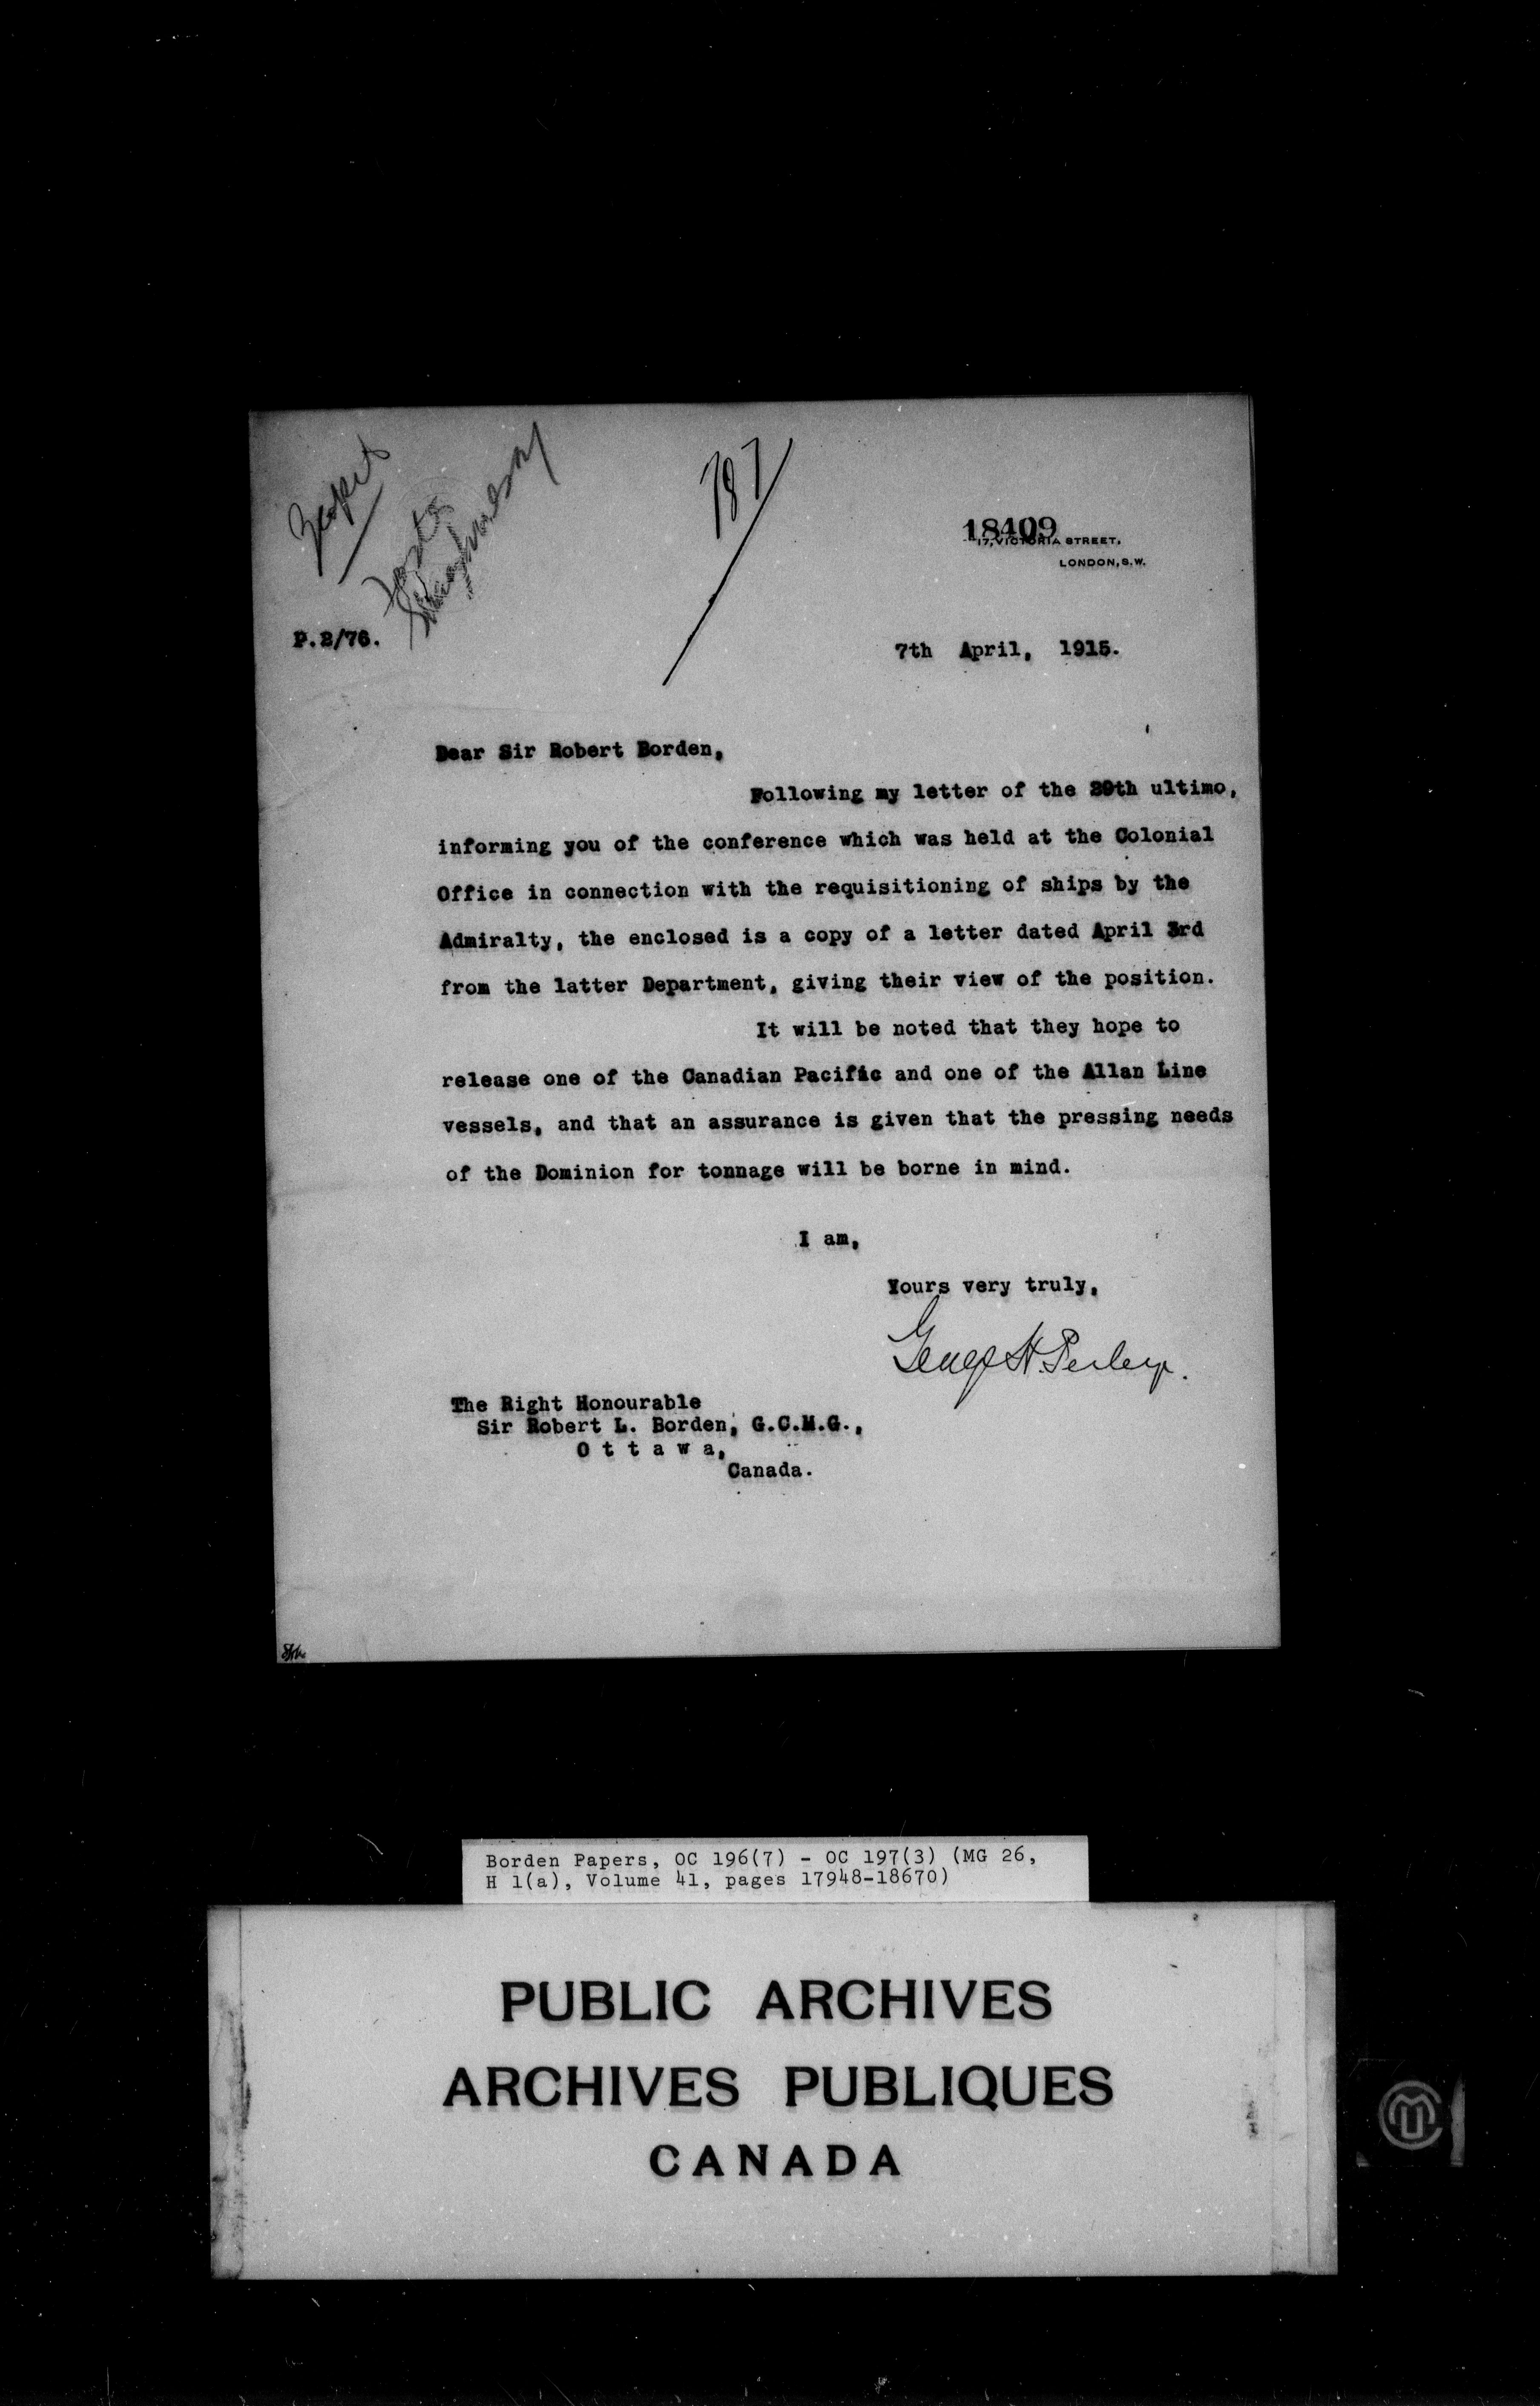 187
18409
17, VICTORIA STREET,
LONDON, S.W.
P.2/76.
7th April, 1915.
Dear Sir Robert Borden,
Following my letter of the 29th ultimo,
informing you of the conference which was held at the Colonial
Office in connection with the requisitioning of ships by the
Admiralty, the enclosed is a copy of a letter dated April 3rd
from the latter Department, giving their view of the position.
It will be noted that they hope to
release one of the Canadian Pacific and one of the Allan Line
vessels, and that an assurance is given that the pressing needs
of the Dominion for tonnage will be borne in mind.
I am,
Yours very truly,
George H. Perley.
The Right Honourable
Sir Robert L. Borden, G.C.M.G.,
O t t a w a,
Canada.
Borden Papers, OC 196(7) - OC 197(3) (MG 26,
H 1(a), Volume 41, pages 17948-18670)
PUBLIC ARCHIVES
ARCHIVES PUBLIQUES
CANADA